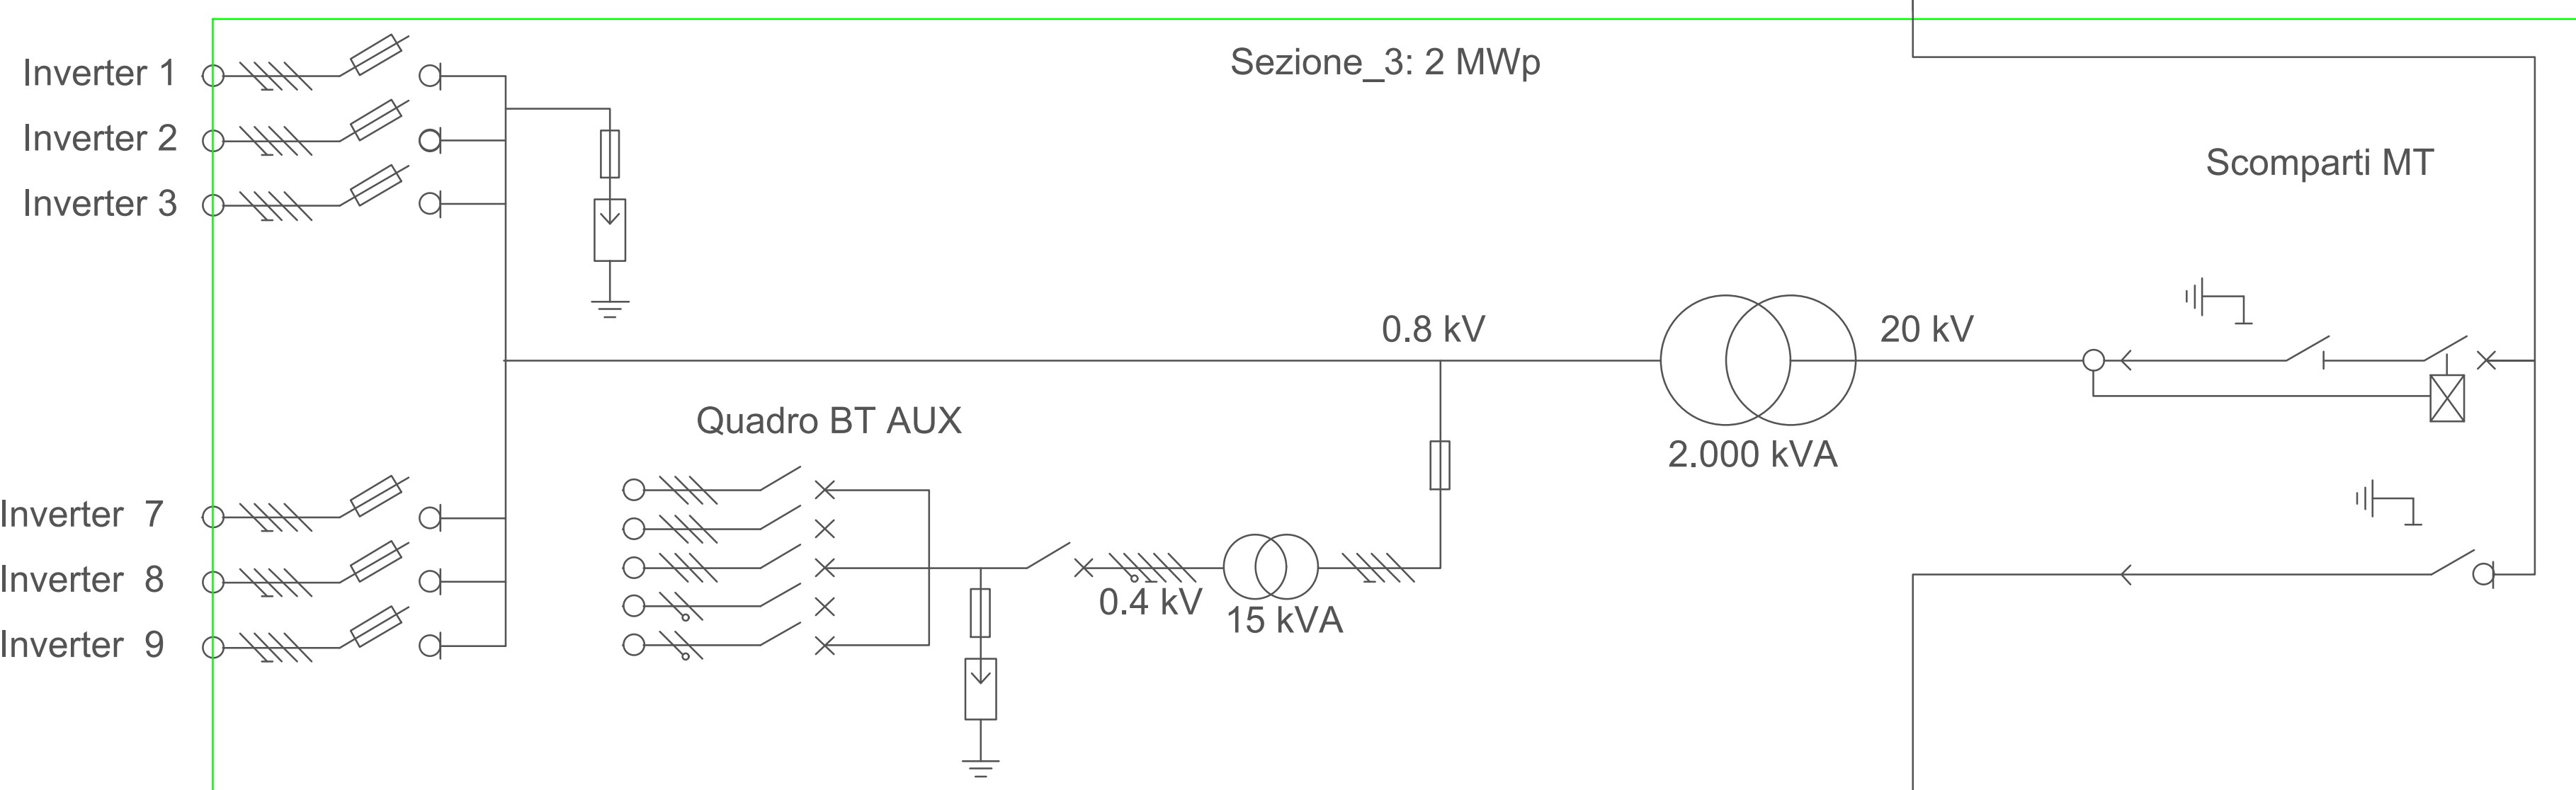 Inverter 1
Inverter 2
Inverter 3
Sezione_3: 2 MWp
Scomparti MT
0.8 kV
20 kV
2.000 kVA
Quadro BT AUX
Inverter 7
Inverter 8
Inverter 9
0.4 kV
15 kVA